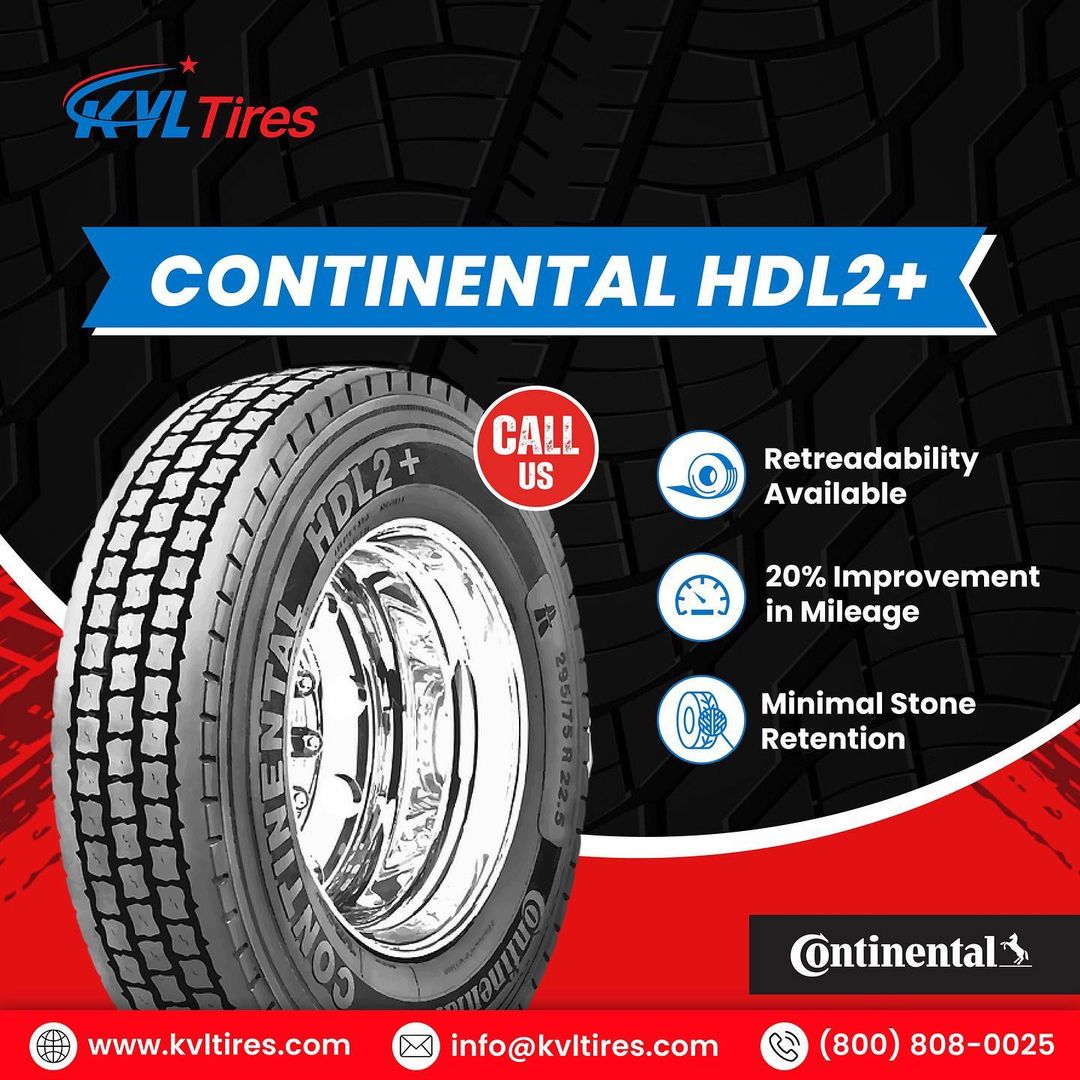 KVL Tires
CONTINENTAL HDL2+
CALL
US
Retreadability
Available
20% Improvement
in Mileage
Minimal Stone
Retention
CONTINENTAL HDL2+
295/75 R 22.5
Continental
Continental
www.kvltires.com
info@kvltires.com
(800) 808-0025